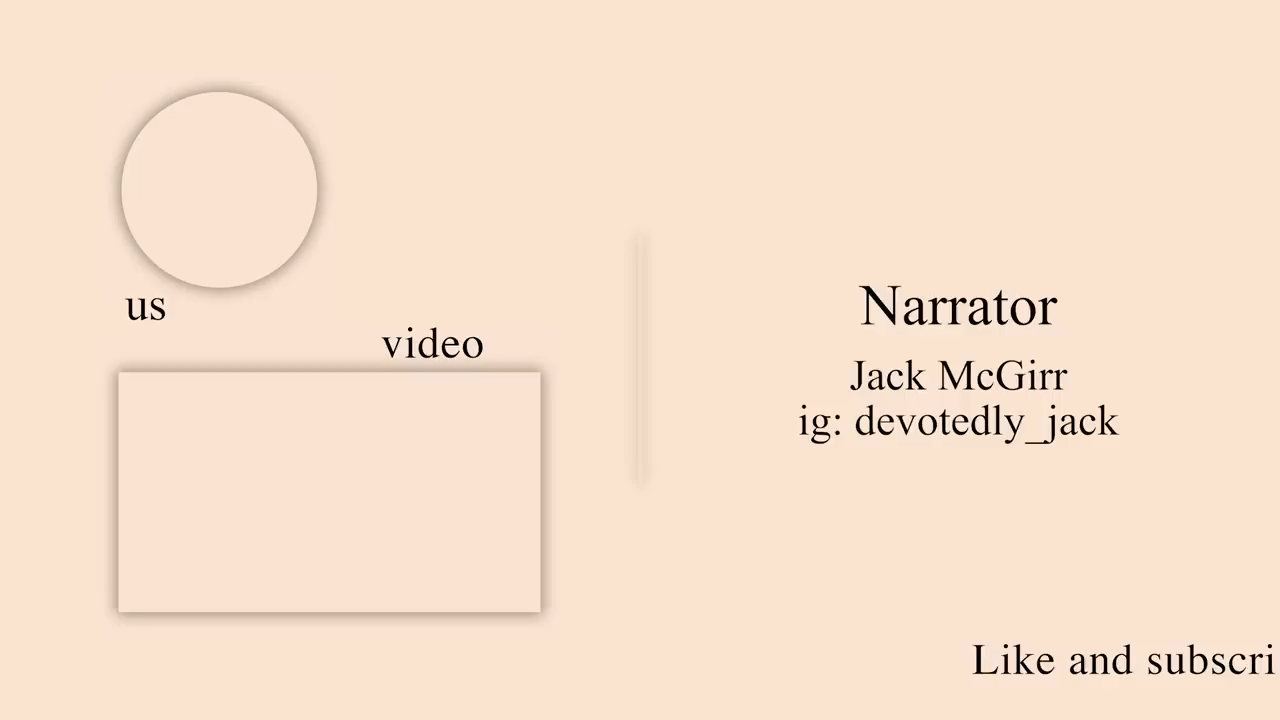 us
video
Narrator
Jack McGirr
ig: devotedly_jack
Like and subscri